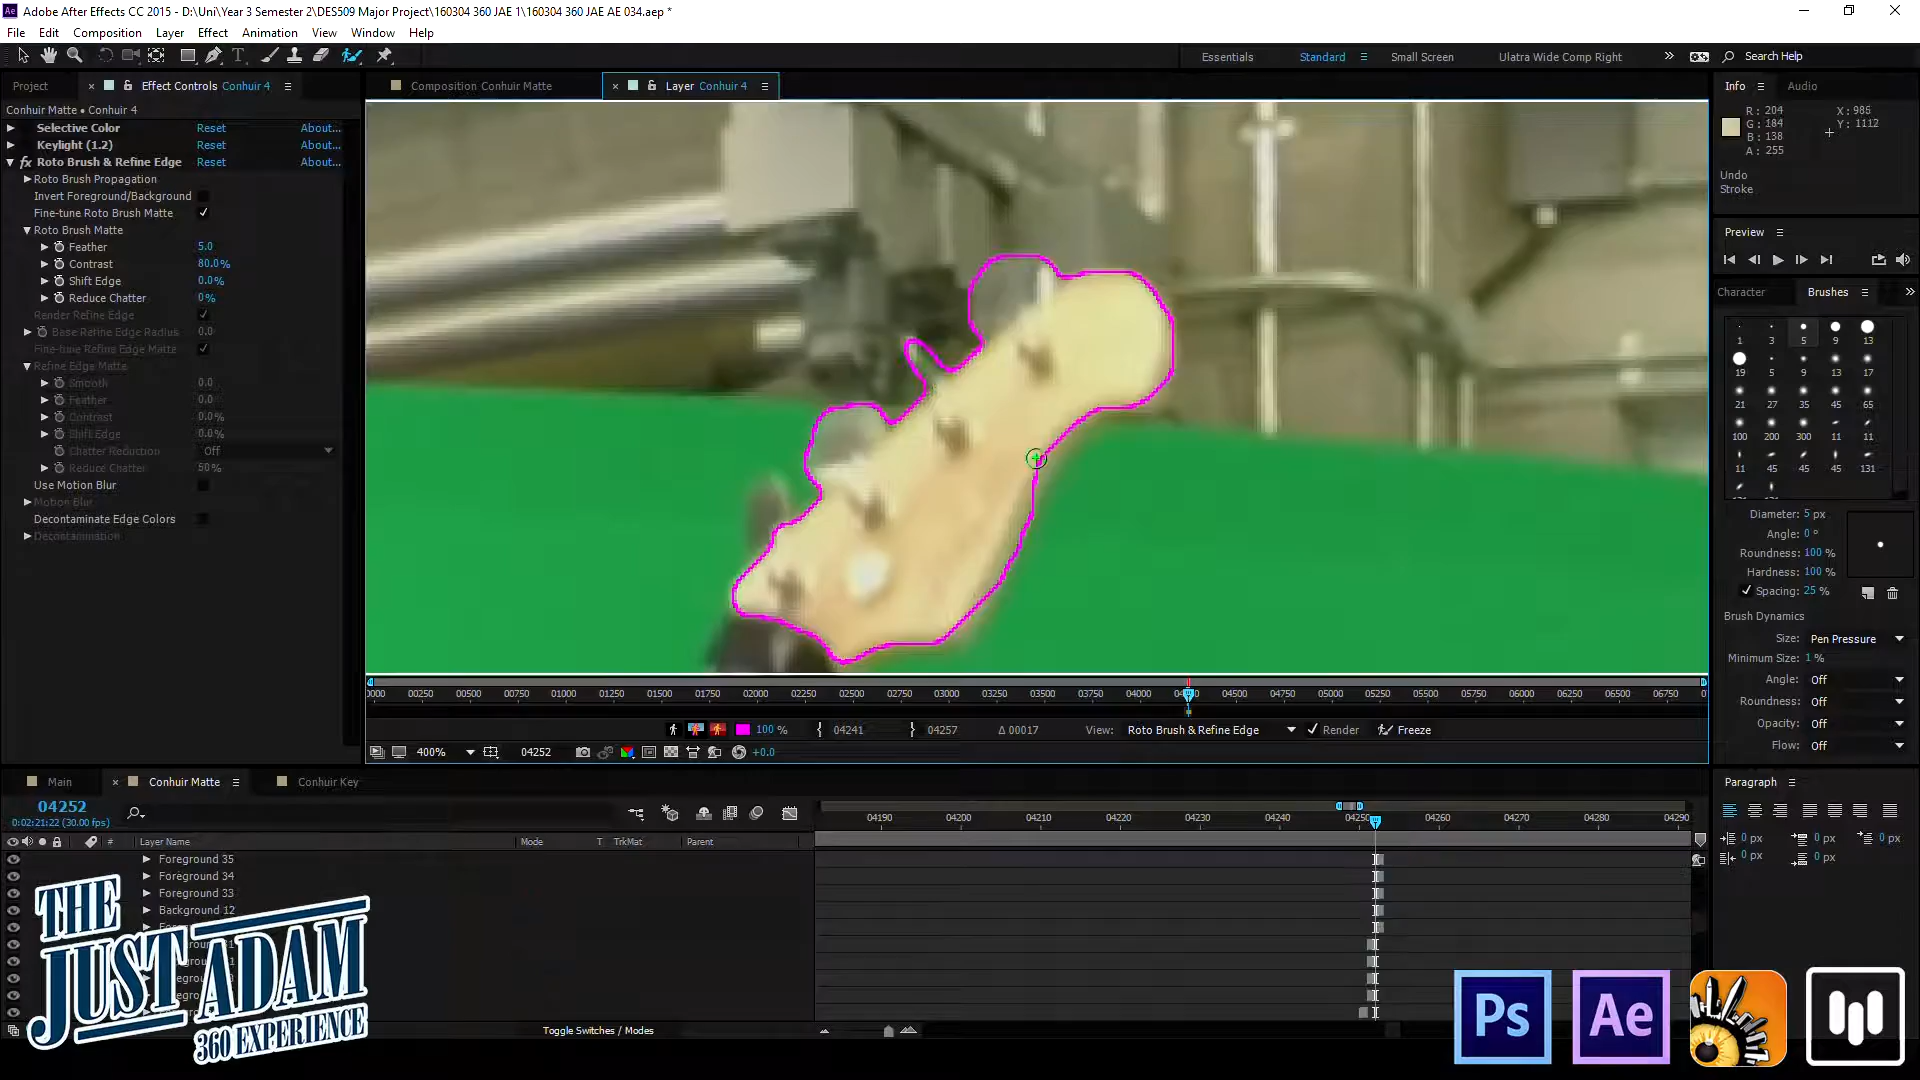 Adobe After Effects CC 2015 - D:\Uni\Year 3 Semester 2\DES509 Major Project\160304 360 JAE 1\160304 360 JAE AE 034.aep *
File Edit Composition Layer Effect Animation View Window Help
Essentials Standard Small Screen Ulatra Wide Comp Right Search Help
Project Effect Controls Conhuir 4
Composition Conhuir Matte Layer Conhuir 4
Info Audio
Conhuir Matte • Conhuir 4
Selective Color Reset About...
Keylight (1.2) Reset About...
Roto Brush & Refine Edge Reset About...
Roto Brush Propagation
Invert Foreground/Background
Fine-tune Roto Brush Matte
Roto Brush Matte
Feather 5.0
Contrast 80.0%
Shift Edge 0.0%
Reduce Chatter 0%
Render Refine Edge
Base Refine Edge Radius 0.0
Fine-tune Refine Edge Matte
Refine Edge Matte
Smooth 0.0
Feather 0.0
Contrast 0.0%
Shift Edge 0.0%
Chatter Reduction Off
Reduce Chatter 50%
Use Motion Blur
Motion Blur
Decontaminate Edge Colors
Decontamination
R: 204 X: 985
G: 184 Y: 1112
B: 138
A: 255
Undo
Stroke
Preview
Character Brushes
1 3 5 9 13
19 5 9 13 17
21 27 35 45 65
100 200 300 11 11
11 45 45 45 131
Diameter: 5 px
Angle: 0 °
Roundness: 100 %
Hardness: 100 %
Spacing: 25 %
Brush Dynamics
Size: Pen Pressure
Minimum Size: 1 %
Angle: Off
Roundness: Off
Opacity: Off
Flow: Off
00250 00500 00750 01000 01250 01500 01750 02000 02250 02500 02750 03000 03250 03500 03750 04000 04500 04750 05000 05250 05500 05750 06000 06250 06500 06750
100 % 04241 04257 Δ 00017 View: Roto Brush & Refine Edge Render Freeze
400% 04252 +0.0
Main Conhuir Matte Conhuir Key
04252
0:02:21:22 (30.00 fps)
04190 04200 04210 04220 04230 04240 04250 04260 04270 04280 04290
# Layer Name Mode T TrkMat Parent
Foreground 35
Foreground 34
Foreground 33
Background 12
Toggle Switches / Modes
Paragraph
0 px 0 px 0 px
0 px 0 px
THE
JUST ADAM
360 EXPERIENCE
Ps Ae